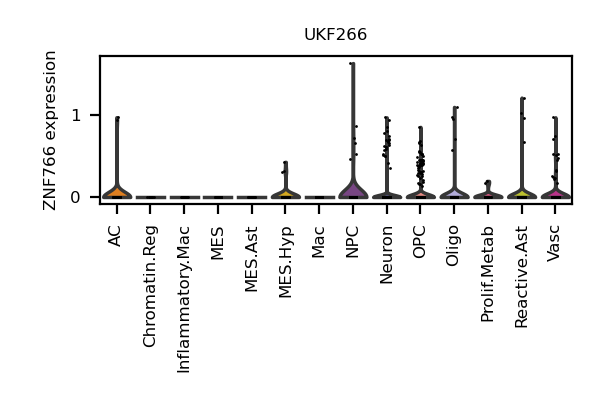 UKF266
ZNF766 expression
1
0
AC
Chromatin.Reg
Inflammatory.Mac
MES
MES.Ast
MES.Hyp
Mac
NPC
Neuron
OPC
Oligo
Prolif.Metab
Reactive.Ast
Vasc